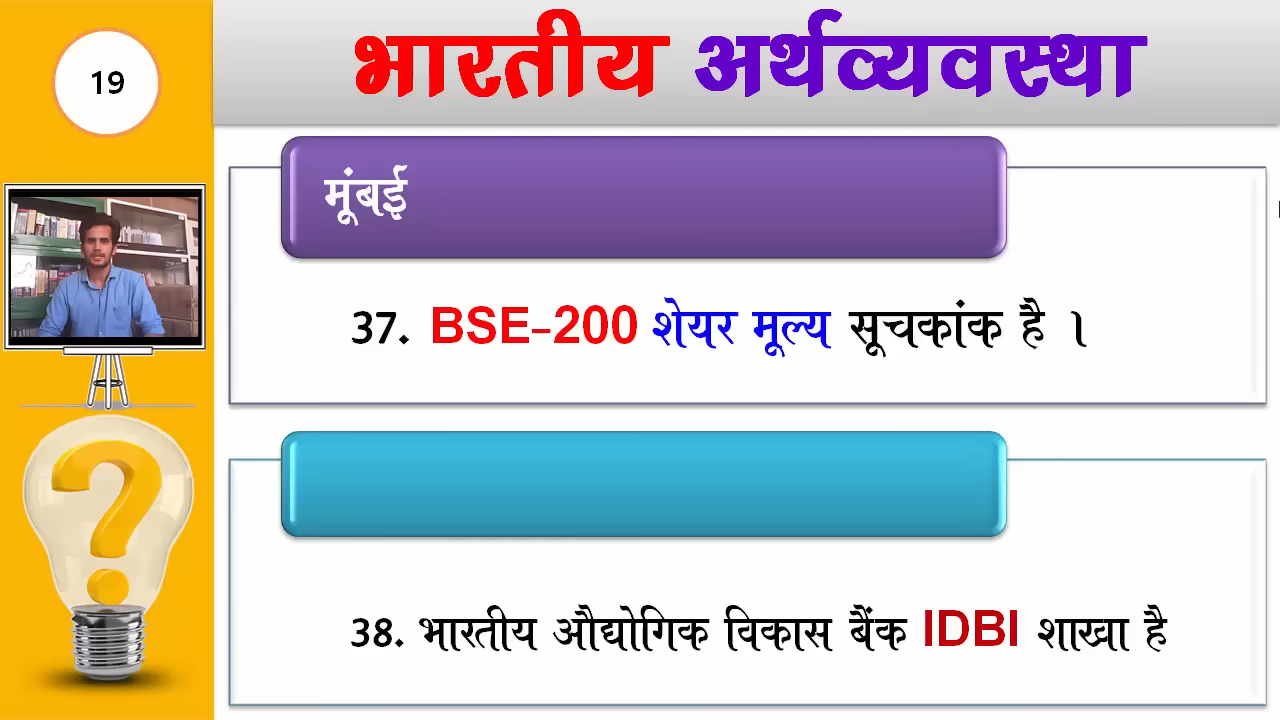 19
भारतीय अर्थव्यवस्था
मूंबई
37. BSE-200 शेयर मूल्य सूचकांक है ।
38. भारतीय औद्योगिक विकास बैंक IDBI शाखा है